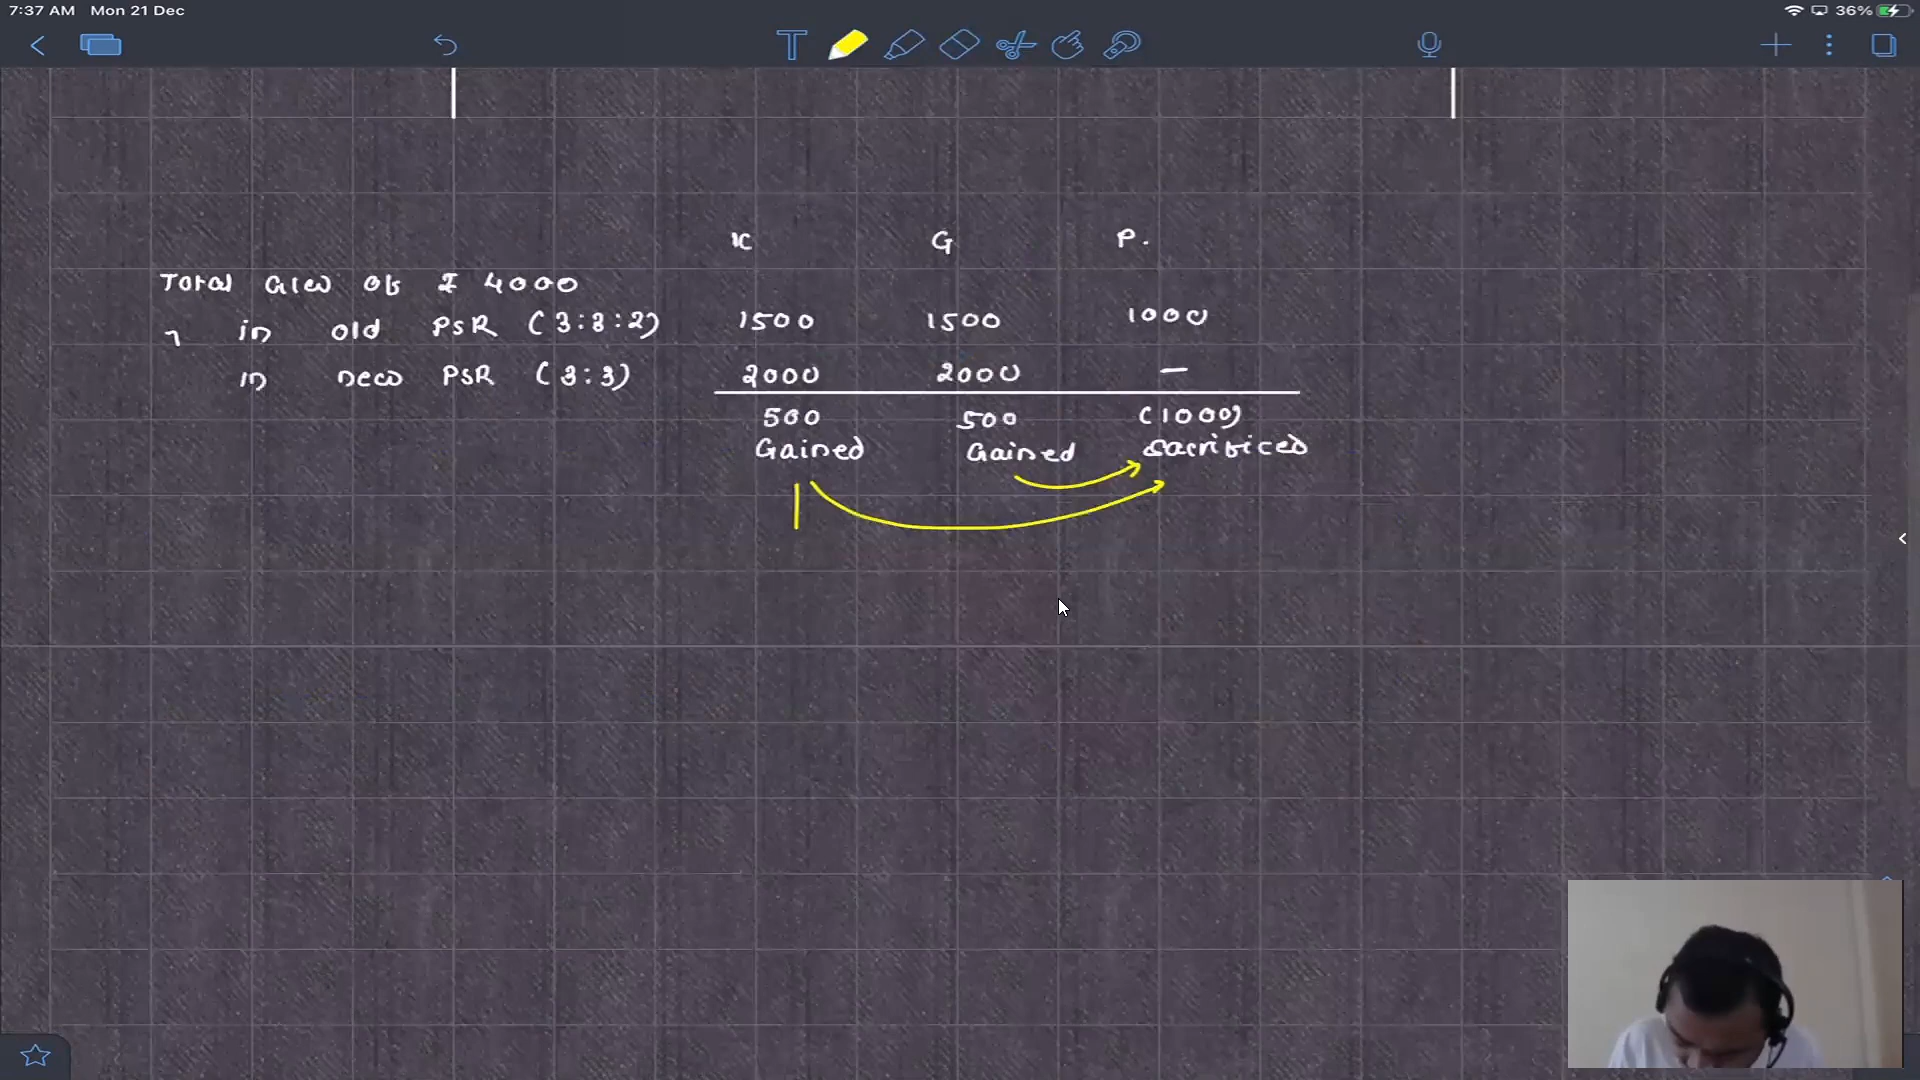 7:37 AM Mon 21 Dec
36%
K G P.
Total G/w of ₹ 4000
in old PSR (3:3:2) 1500 1500 1000
in new PSR (3:3) 2000 2000 —
500 500 (1000)
Gained Gained Sacrificed